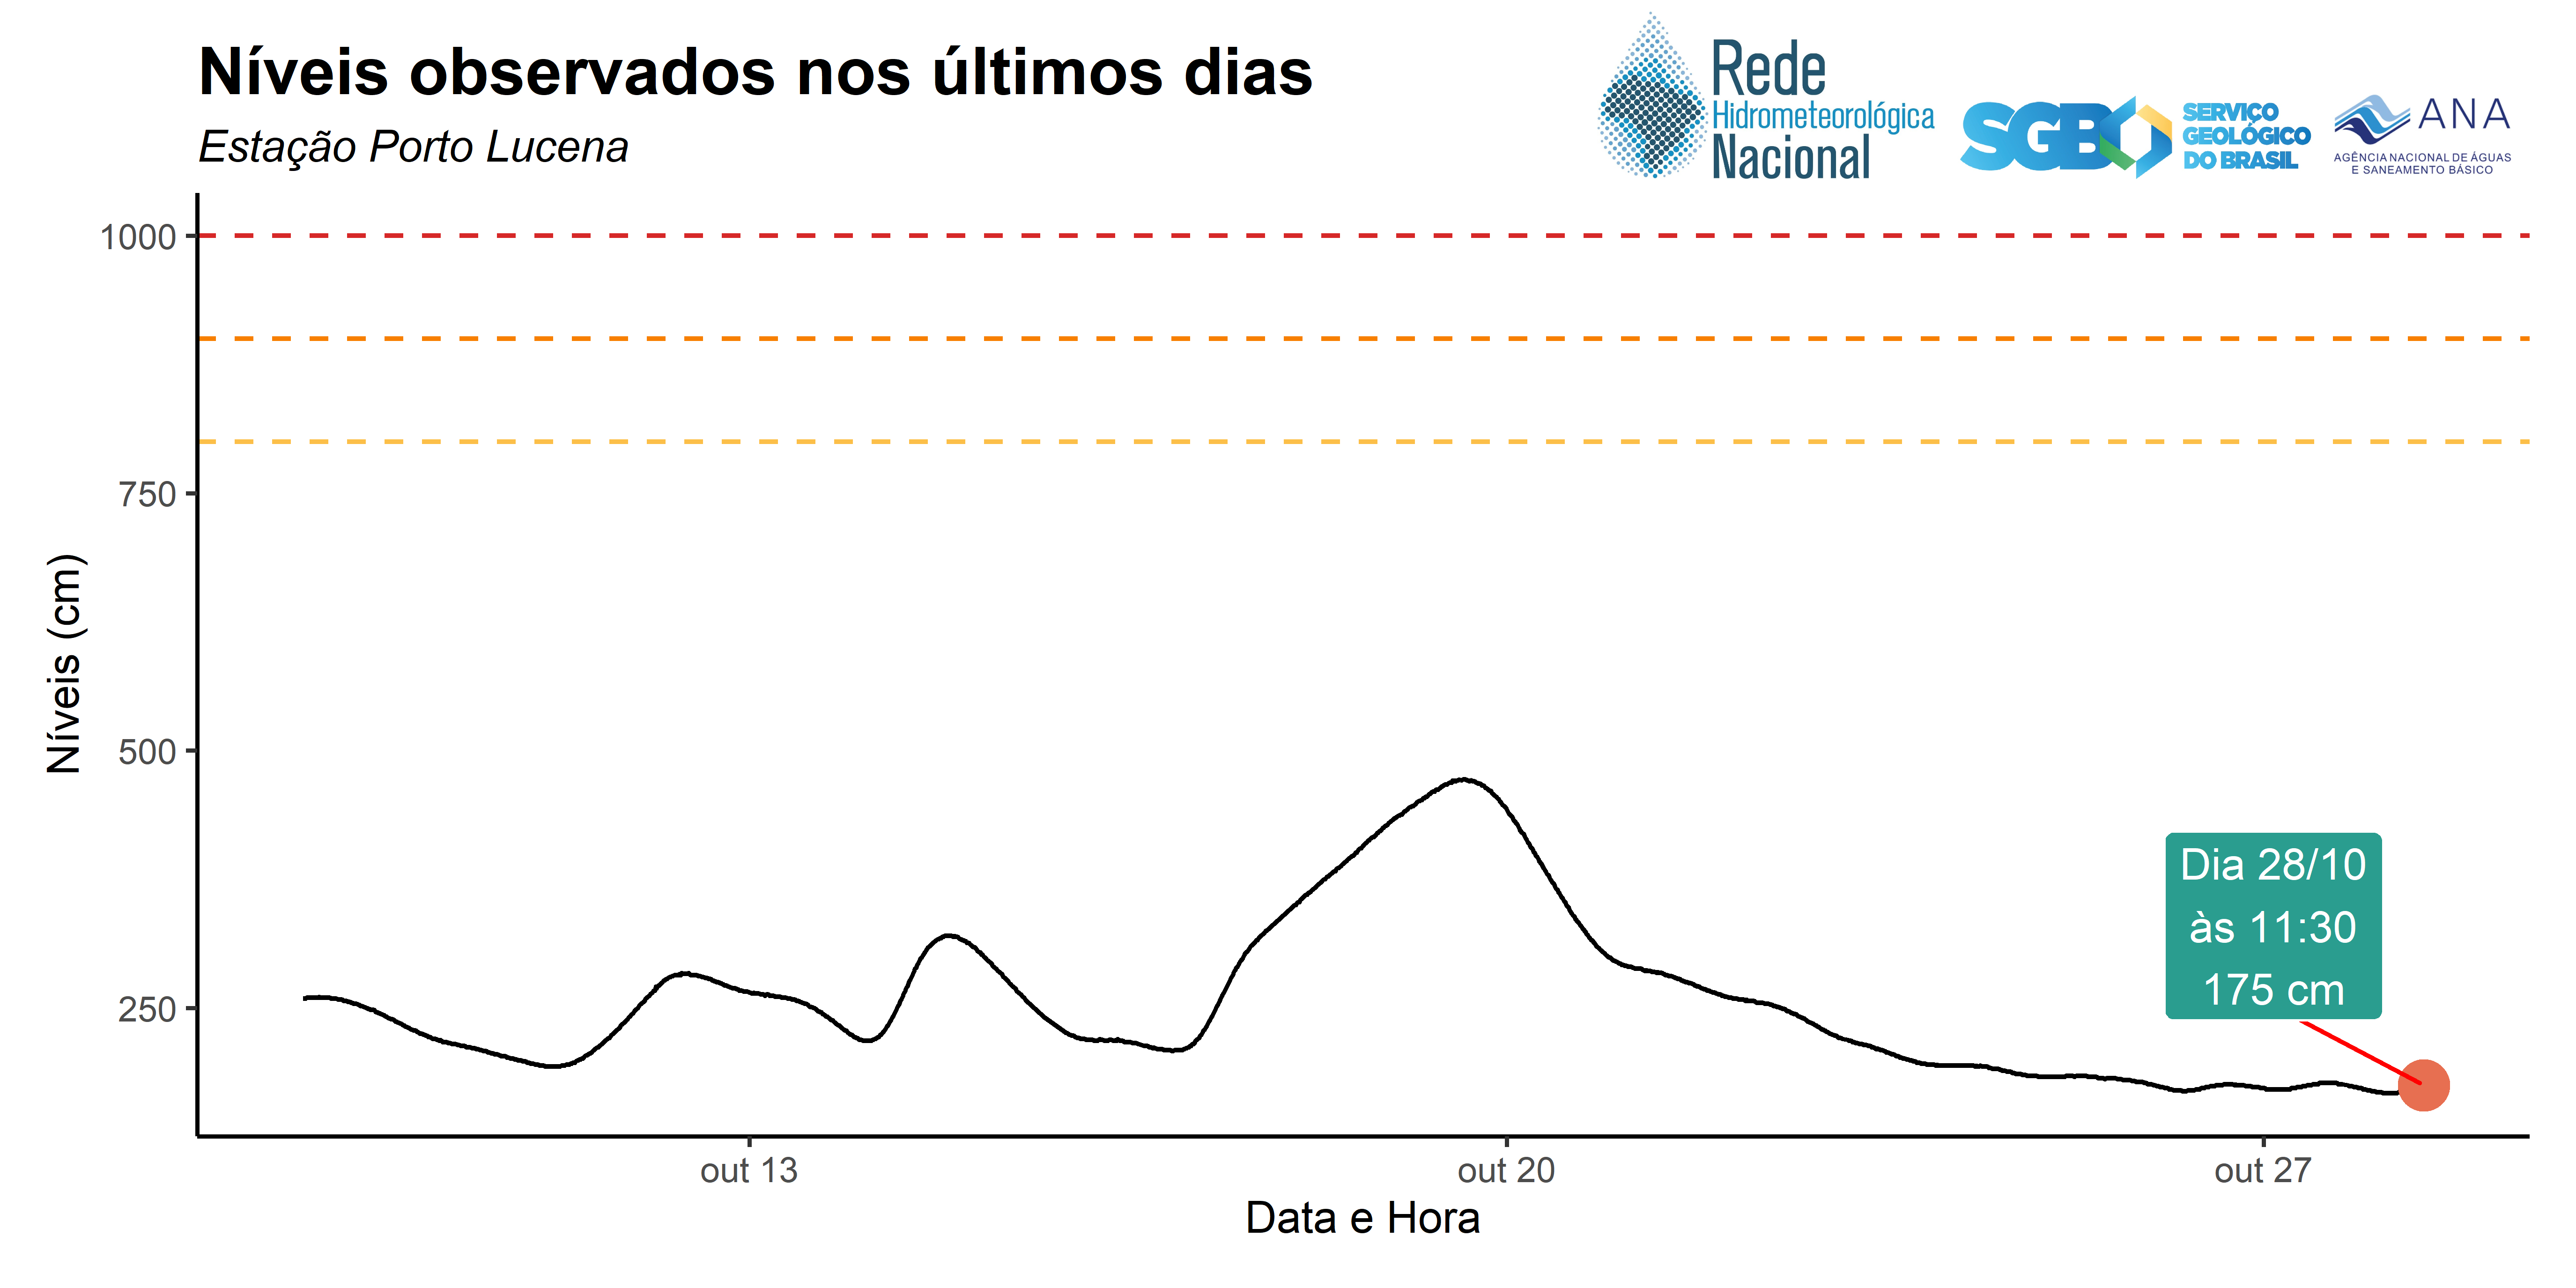 Níveis observados nos últimos dias
Estação Porto Lucena
Rede
Hidrometeorológica
Nacional
SGB
SERVIÇO
GEOLÓGICO
DO BRASIL
ANA
AGÊNCIA NACIONAL DE ÁGUAS
E SANEAMENTO BÁSICO
1000
750
500
250
Níveis (cm)
Dia 28/10
às 11:30
175 cm
out 13
out 20
out 27
Data e Hora